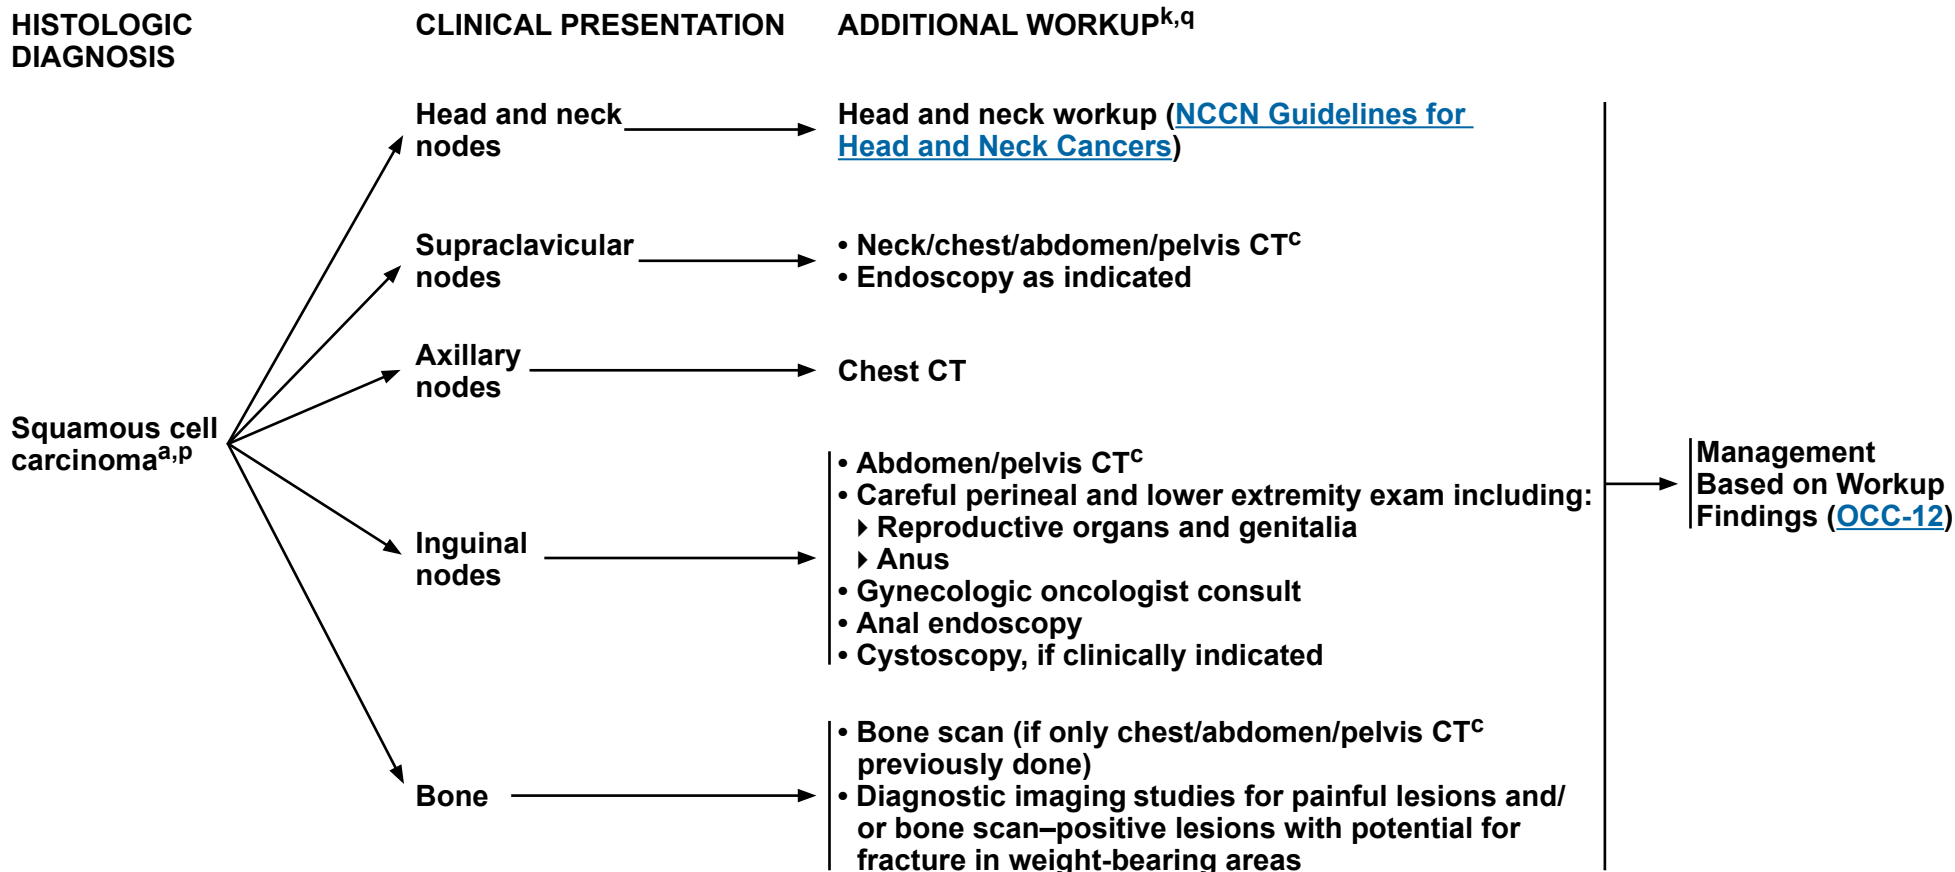 HISTOLOGIC
DIAGNOSIS
CLINICAL PRESENTATION
ADDITIONAL WORKUPk,q
Head and neck
nodes
Head and neck workup (NCCN Guidelines for
Head and Neck Cancers)
Supraclavicular
nodes
• Neck/chest/abdomen/pelvis CTc
• Endoscopy as indicated
Axillary
nodes
Chest CT
Squamous cell
carcinomaa,p
Inguinal
nodes
• Abdomen/pelvis CTc
• Careful perineal and lower extremity exam including:
▸ Reproductive organs and genitalia
▸ Anus
• Gynecologic oncologist consult
• Anal endoscopy
• Cystoscopy, if clinically indicated
Bone
• Bone scan (if only chest/abdomen/pelvis CTc
previously done)
• Diagnostic imaging studies for painful lesions and/
or bone scan–positive lesions with potential for
fracture in weight-bearing areas
Management
Based on Workup
Findings (OCC-12)